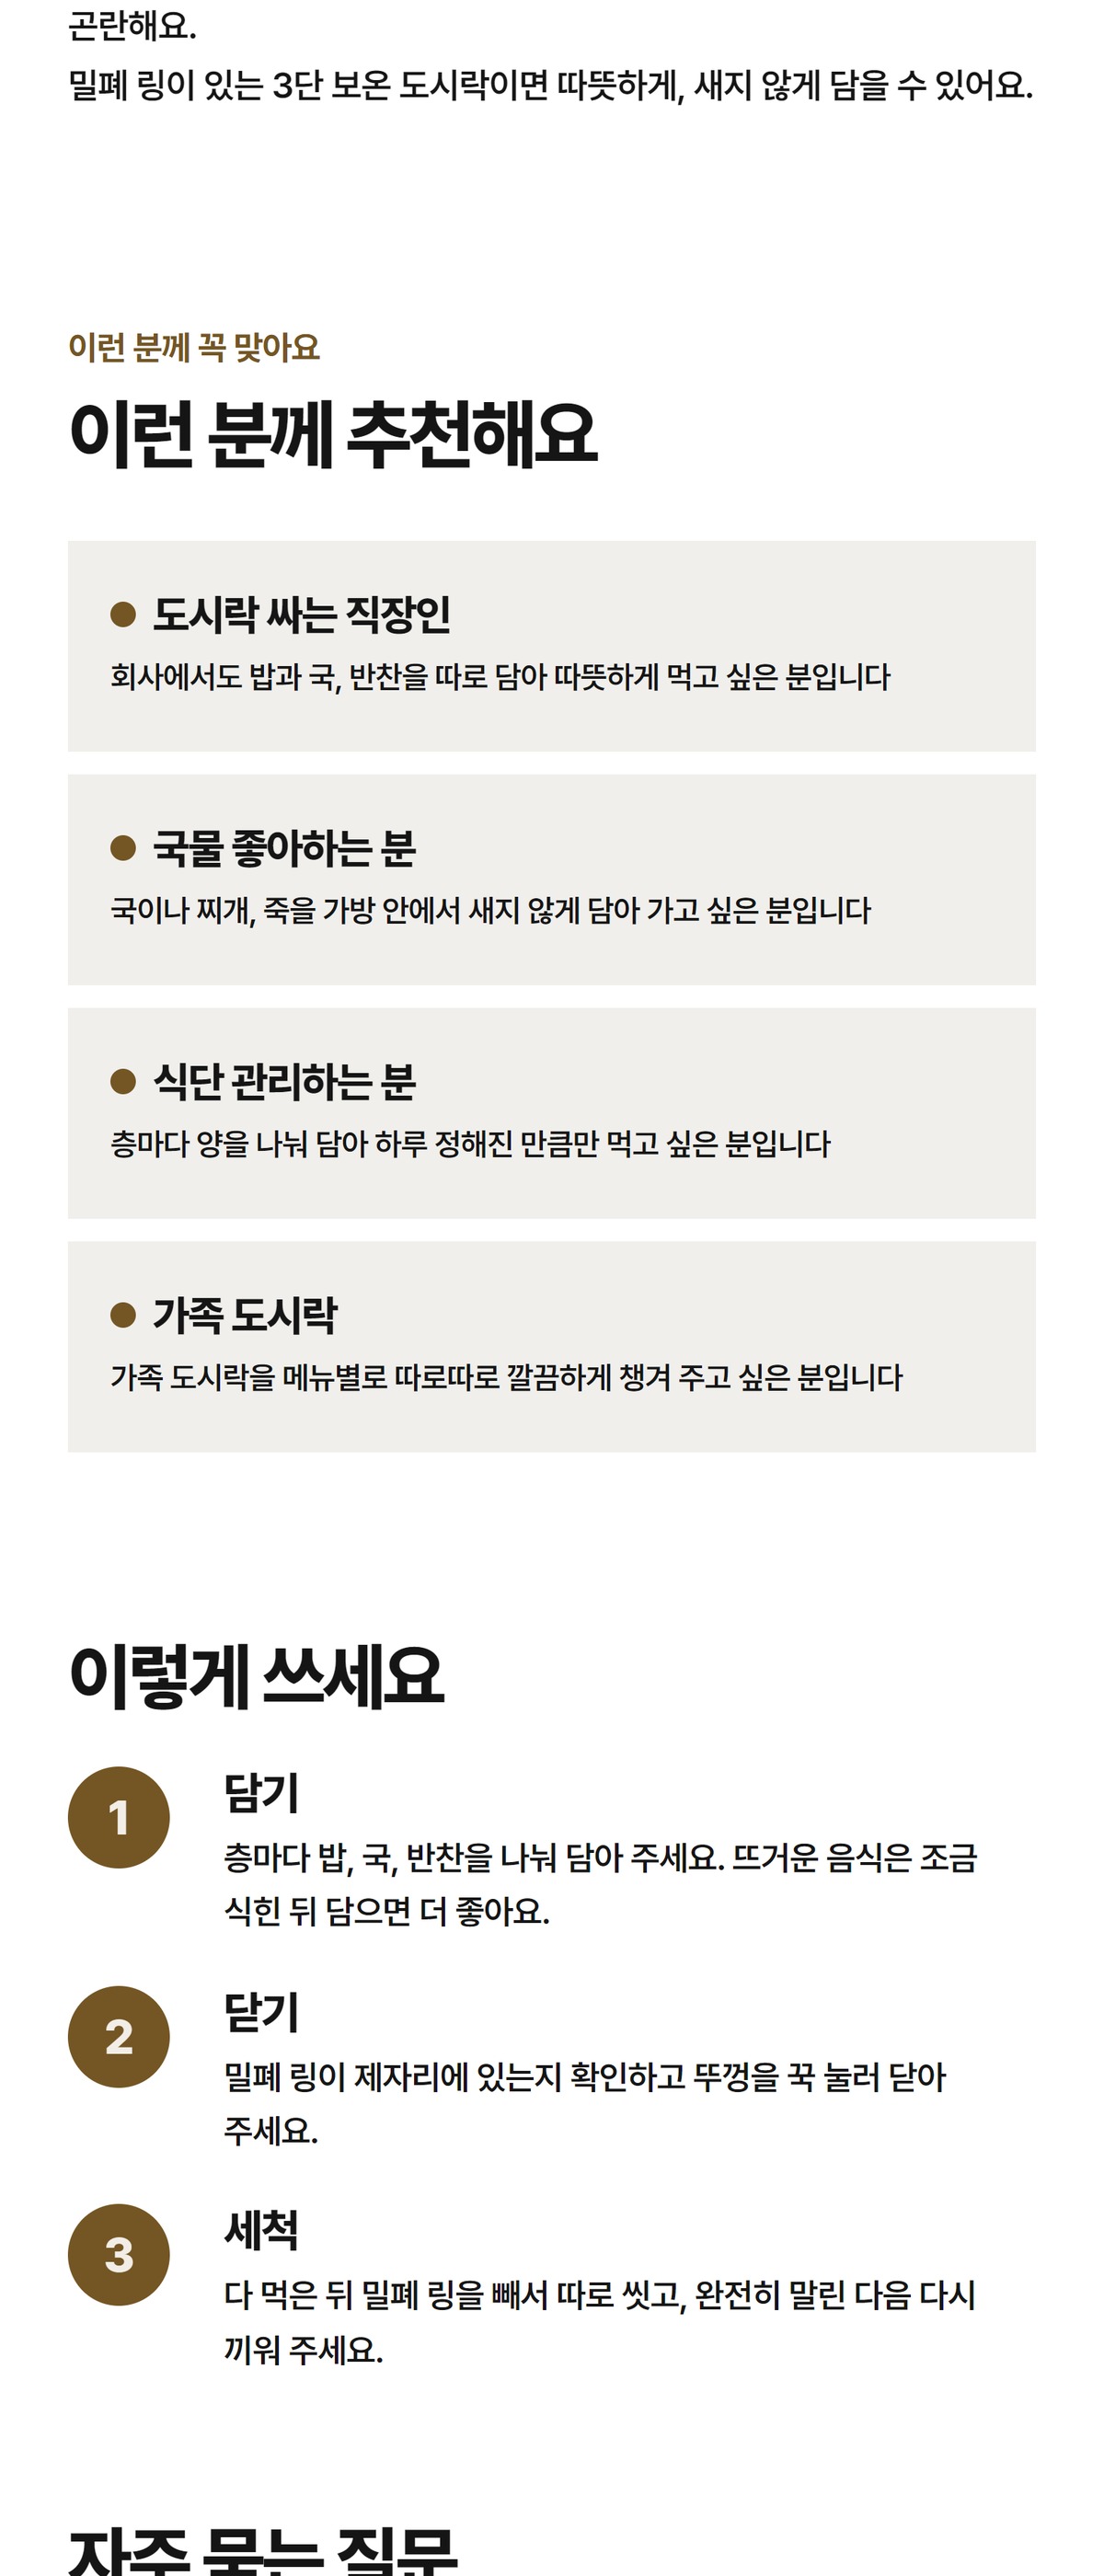 곤란해요.
밀폐 링이 있는 3단 보온 도시락이면 따뜻하게, 새지 않게 담을 수 있어요.
이런 분께 꼭 맞아요
이런 분께 추천해요
도시락 싸는 직장인
회사에서도 밥과 국, 반찬을 따로 담아 따뜻하게 먹고 싶은 분입니다
국물 좋아하는 분
국이나 찌개, 죽을 가방 안에서 새지 않게 담아 가고 싶은 분입니다
식단 관리하는 분
층마다 양을 나눠 담아 하루 정해진 만큼만 먹고 싶은 분입니다
가족 도시락
가족 도시락을 메뉴별로 따로따로 깔끔하게 챙겨 주고 싶은 분입니다
이렇게 쓰세요
1
담기
층마다 밥, 국, 반찬을 나눠 담아 주세요. 뜨거운 음식은 조금
식힌 뒤 담으면 더 좋아요.
2
닫기
밀폐 링이 제자리에 있는지 확인하고 뚜껑을 꾹 눌러 닫아
주세요.
3
세척
다 먹은 뒤 밀폐 링을 빼서 따로 씻고, 완전히 말린 다음 다시
끼워 주세요.
자주 묻는 질문